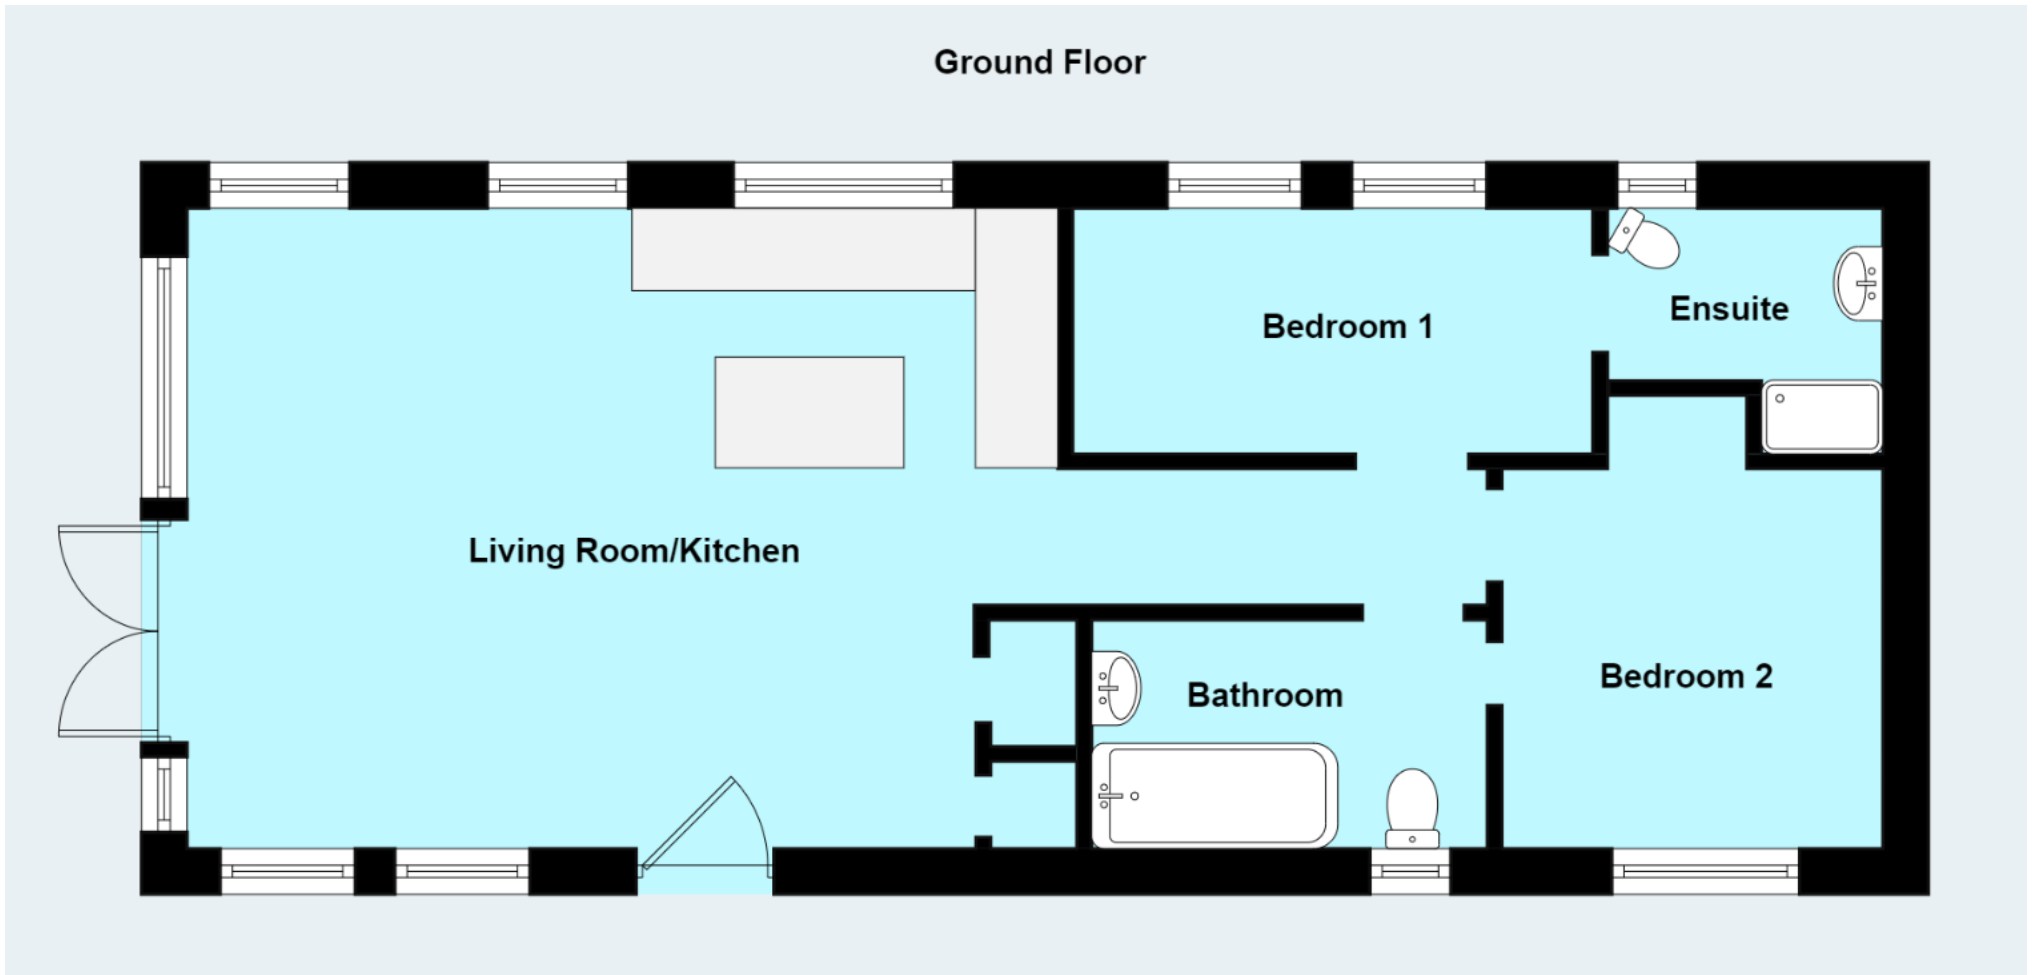 Ground Floor
Bedroom 1
Ensuite
Living Room/Kitchen
Bathroom
Bedroom 2